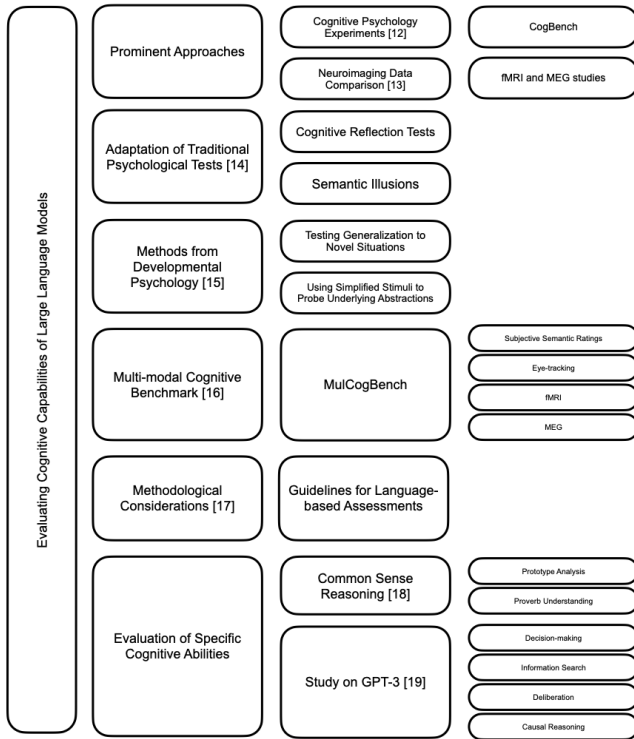 Evaluating Cognitive Capabilities of Large Language Models
Prominent Approaches
Cognitive Psychology
Experiments [12]
CogBench
Neuroimaging Data
Comparison [13]
fMRI and MEG studies
Adaptation of Traditional
Psychological Tests [14]
Cognitive Reflection Tests
Semantic Illusions
Methods from
Developmental
Psychology [15]
Testing Generalization to
Novel Situations
Using Simplified Stimuli to
Probe Underlying Abstractions
Multi-modal Cognitive
Benchmark [16]
MulCogBench
Subjective Semantic Ratings
Eye-tracking
fMRI
MEG
Methodological
Considerations [17]
Guidelines for Language-
based Assessments
Evaluation of Specific
Cognitive Abilities
Common Sense
Reasoning [18]
Prototype Analysis
Proverb Understanding
Study on GPT-3 [19]
Decision-making
Information Search
Deliberation
Causal Reasoning